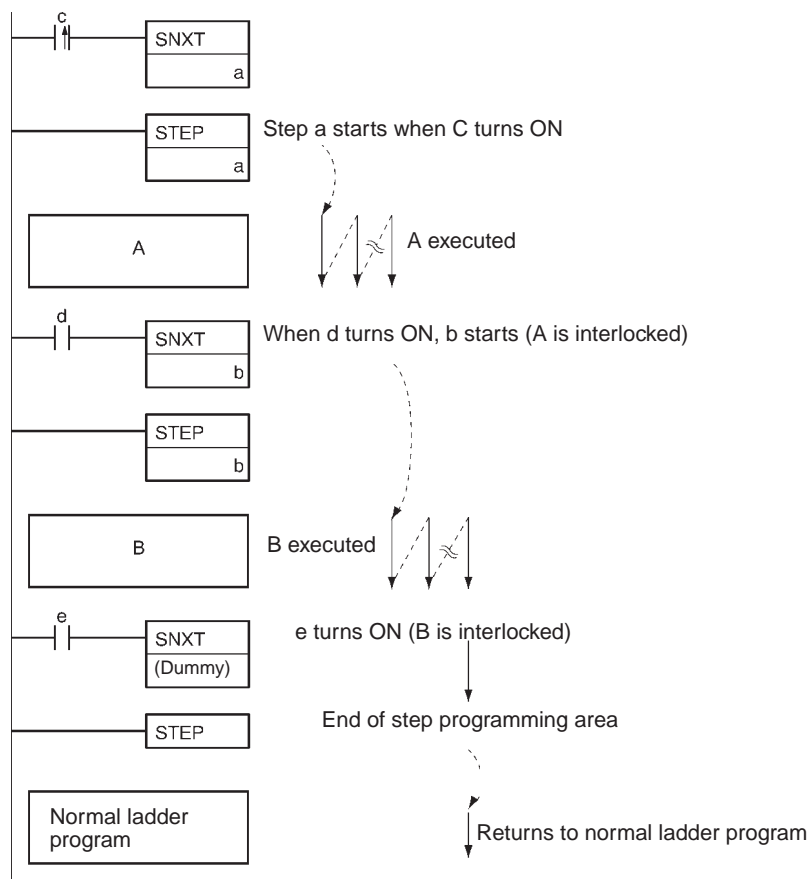 c
SNXT
a
STEP
a
Step a starts when C turns ON
A
A executed
d
SNXT
b
When d turns ON, b starts (A is interlocked)
STEP
b
B
B executed
e
SNXT
(Dummy)
e turns ON (B is interlocked)
STEP
End of step programming area
Normal ladder
program
Returns to normal ladder program